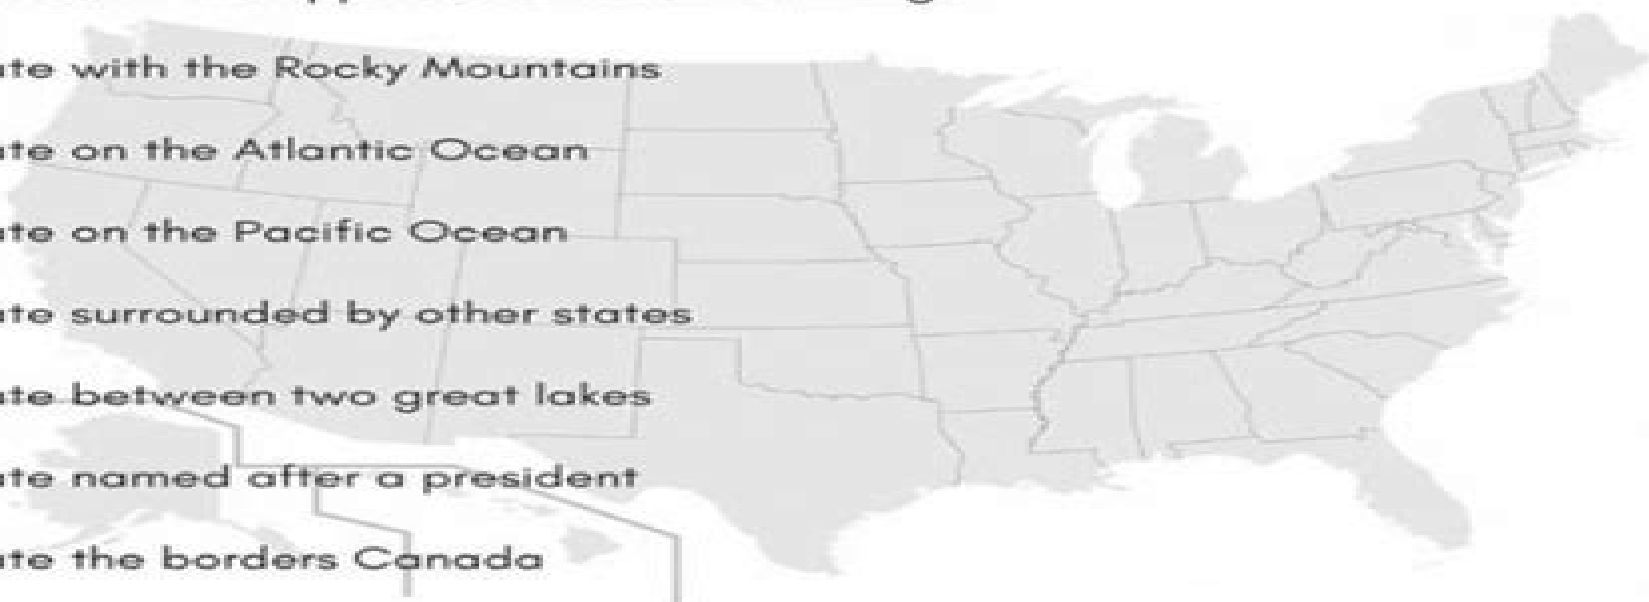 ate with the Rocky Mountains
ate on the Atlantic Ocean
ate on the Pacific Ocean
ate surrounded by other states
ate between two great lakes
ate named after a president
ate the borders Canada